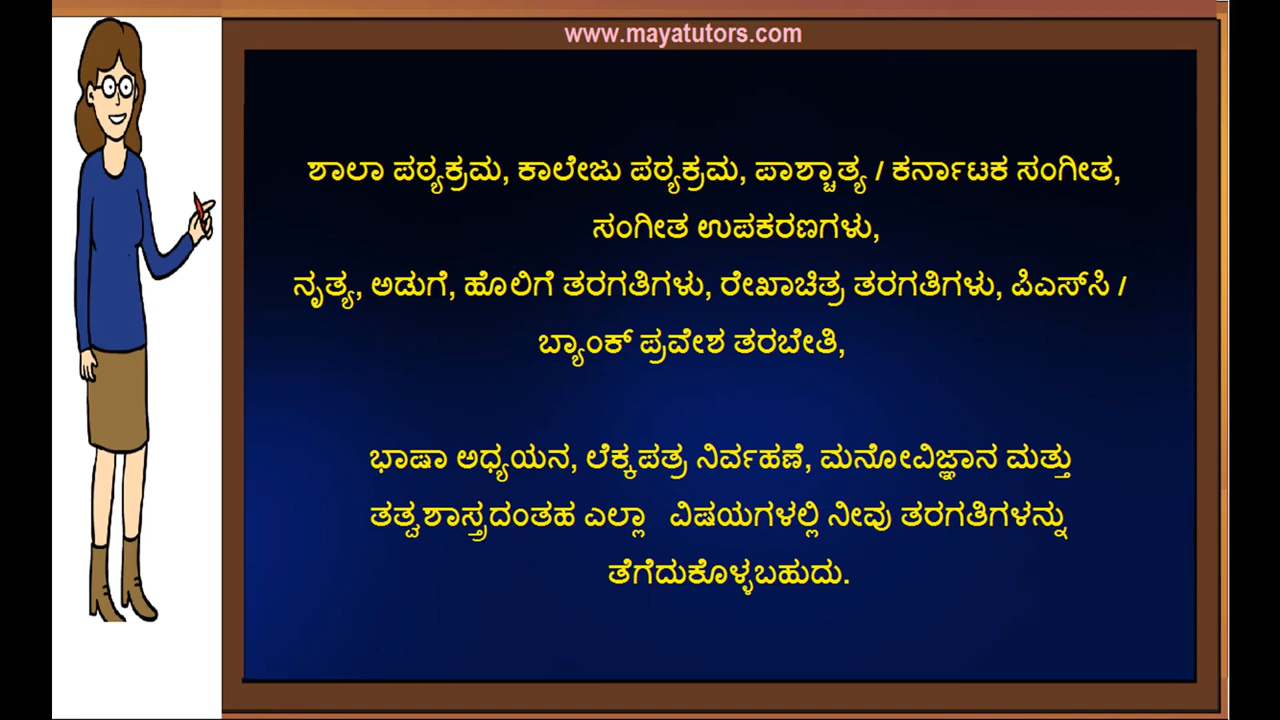 www.mayatutors.com
ಶಾಲಾ ಪಠ್ಯಕ್ರಮ, ಕಾಲೇಜು ಪಠ್ಯಕ್ರಮ, ಪಾಶ್ಚಾತ್ಯ / ಕರ್ನಾಟಕ ಸಂಗೀತ,
ಸಂಗೀತ ಉಪಕರಣಗಳು,
ನೃತ್ಯ, ಅಡುಗೆ, ಹೊಲಿಗೆ ತರಗತಿಗಳು, ರೇಖಾಚಿತ್ರ ತರಗತಿಗಳು, ಪಿಎಸ್‌ಸಿ /
ಬ್ಯಾಂಕ್ ಪ್ರವೇಶ ತರಬೇತಿ,
ಭಾಷಾ ಅಧ್ಯಯನ, ಲೆಕ್ಕಪತ್ರ ನಿರ್ವಹಣೆ, ಮನೋವಿಜ್ಞಾನ ಮತ್ತು
ತತ್ವಶಾಸ್ತ್ರದಂತಹ ಎಲ್ಲಾ ವಿಷಯಗಳಲ್ಲಿ ನೀವು ತರಗತಿಗಳನ್ನು
ತೆಗೆದುಕೊಳ್ಳಬಹುದು.